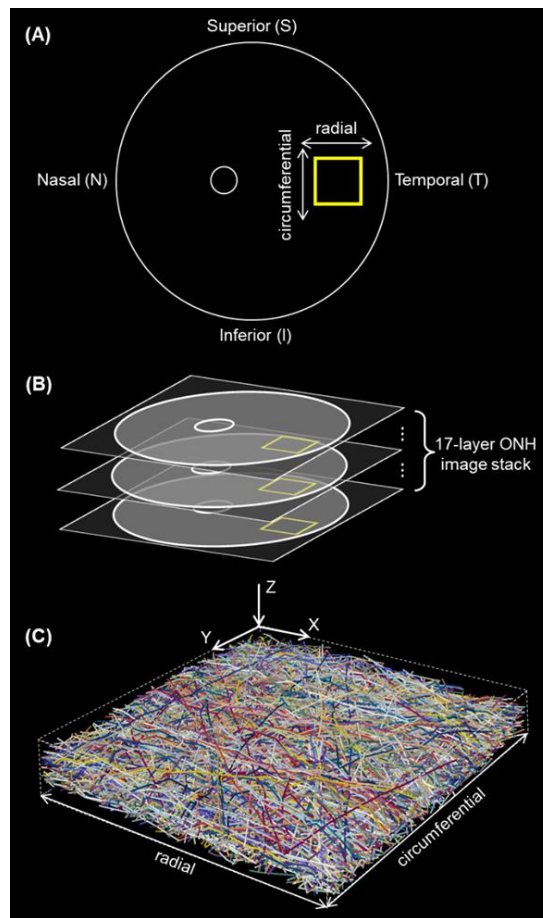 (A)
Superior (S)
radial
circumferential
Nasal (N)
Temporal (T)
Inferior (I)
(B)
17-layer ONH
image stack
(C)
Z
Y
X
radial
circumferential